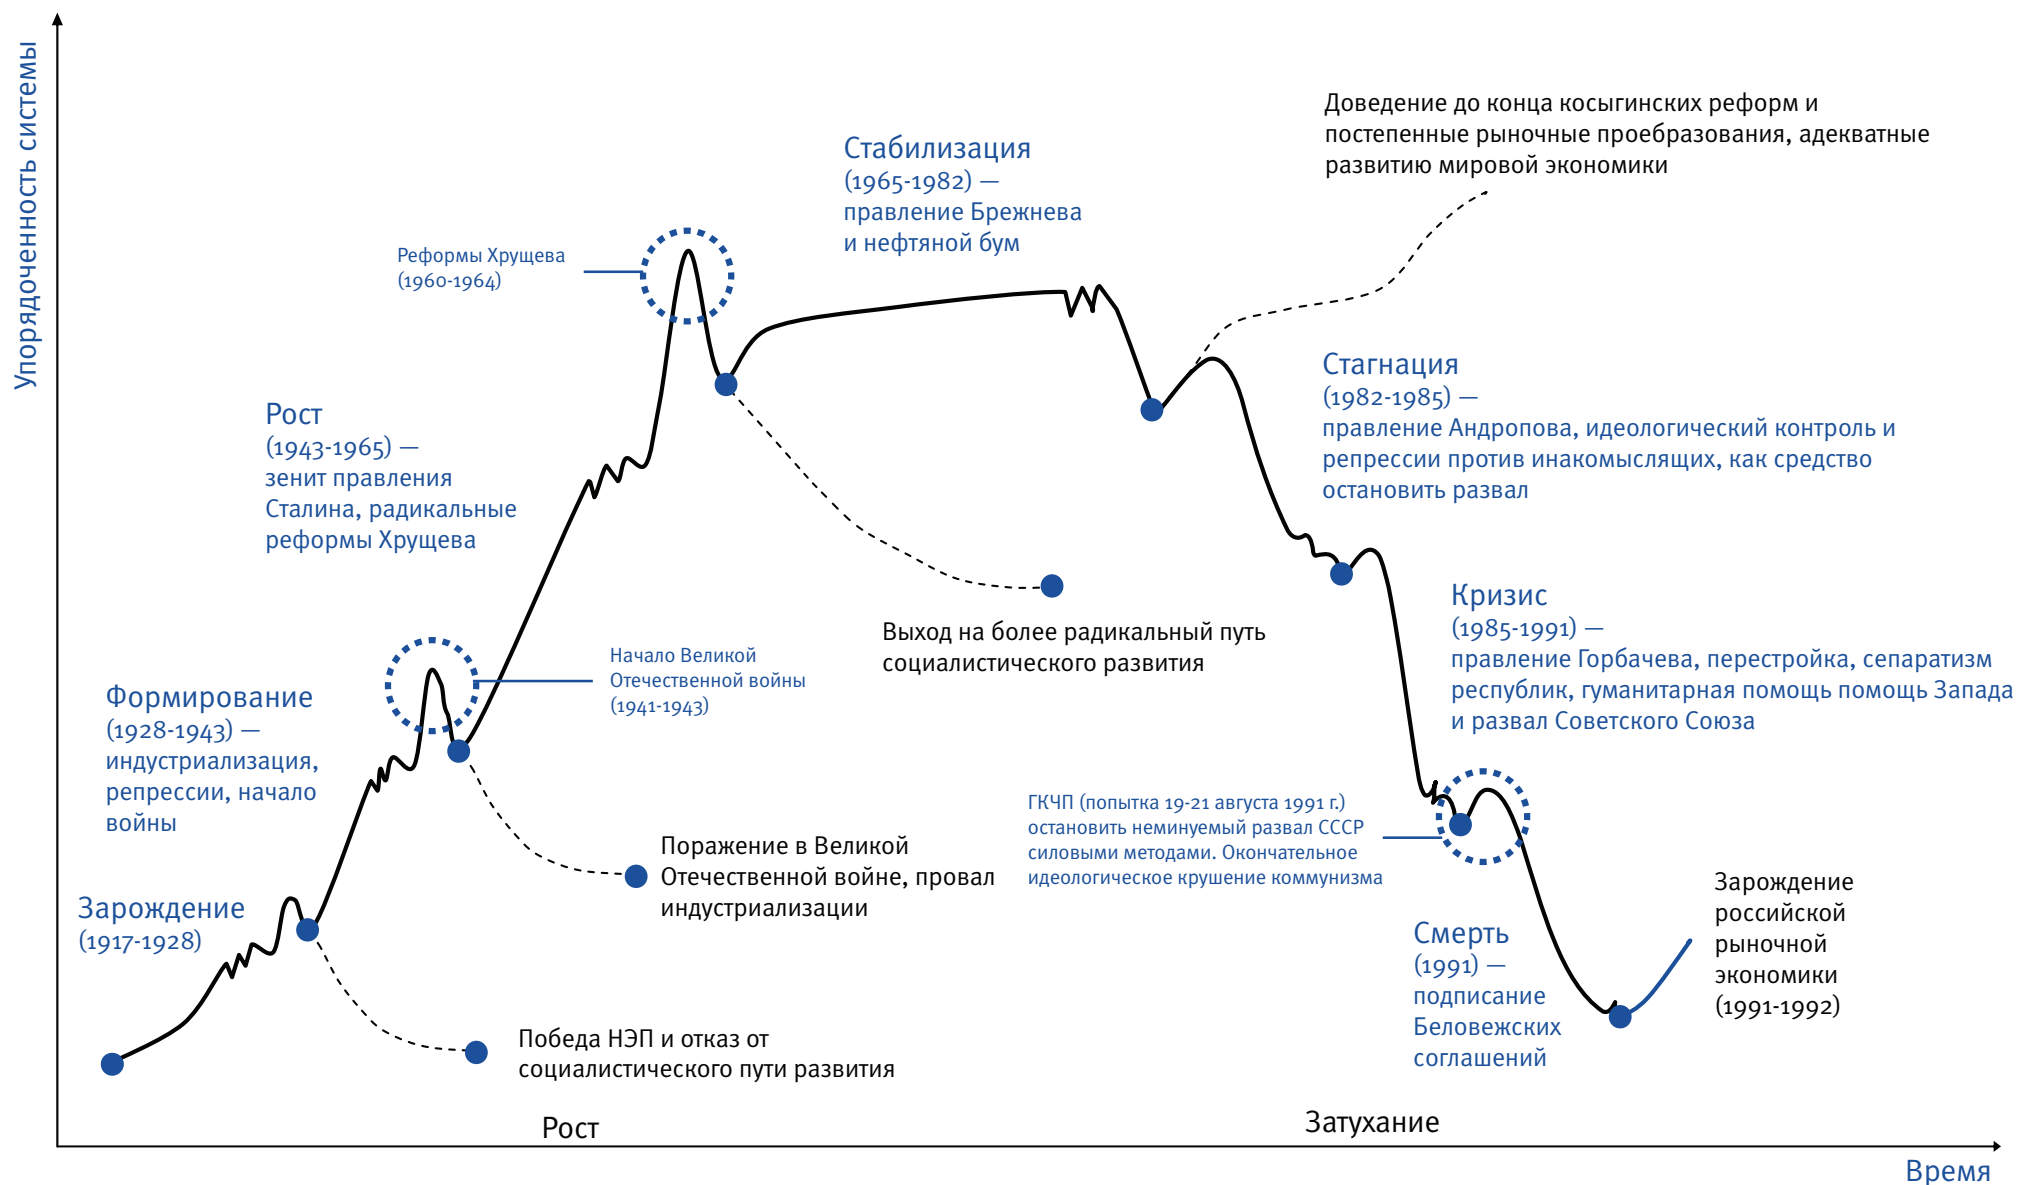 Упорядоченность системы
Доведение до конца косыгинских реформ и
постепенные рыночные проебразования, адекватные
развитию мировой экономики
Стабилизация
(1965-1982) —
правление Брежнева
и нефтяной бум
Реформы Хрущева
(1960-1964)
Стагнация
(1982-1985) —
правление Андропова, идеологический контроль и
репрессии против инакомыслящих, как средство
остановить развал
Рост
(1943-1965) —
зенит правления
Сталина, радикальные
реформы Хрущева
Выход на более радикальный путь
социалистического развития
Кризис
(1985-1991) —
правление Горбачева, перестройка, сепаратизм
республик, гуманитарная помощь помощь Запада
и развал Советского Союза
Начало Великой
Отечественной войны
(1941-1943)
Формирование
(1928-1943) —
индустриализация,
репрессии, начало
войны
ГКЧП (попытка 19-21 августа 1991 г.)
остановить неминуемый развал СССР
силовыми методами. Окончательное
идеологическое крушение коммунизма
Поражение в Великой
Отечественной войне, провал
индустриализации
Зарождение
(1917-1928)
Зарождение
российской
рыночной
экономики
(1991-1992)
Смерть
(1991) —
подписание
Беловежских
соглашений
Победа НЭП и отказ от
социалистического пути развития
Рост
Затухание
Время